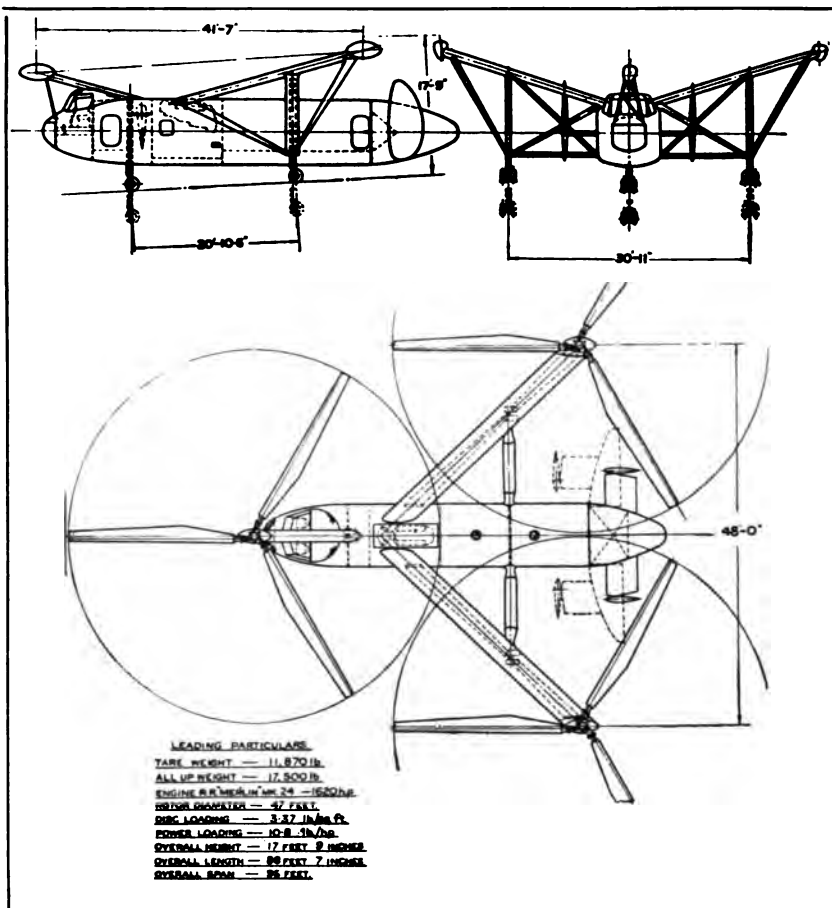 41'-7"
17'-9"
30'-10·5"
30'-11"
48-0"
LEADING PARTICULARS
TARE WEIGHT — 11,870 lb
ALL UP WEIGHT — 17,500 lb
ENGINE R.R "MERLIN" MK 24 — 1620 h.p
ROTOR DIAMETER — 47 FEET.
DISC LOADING — 3·37 lb/sq ft
POWER LOADING — 10·8 lb/hp
OVERALL HEIGHT — 17 FEET 9 INCHES
OVERALL LENGTH — FEET 7 INCHES
OVERALL SPAN — 95 FEET.